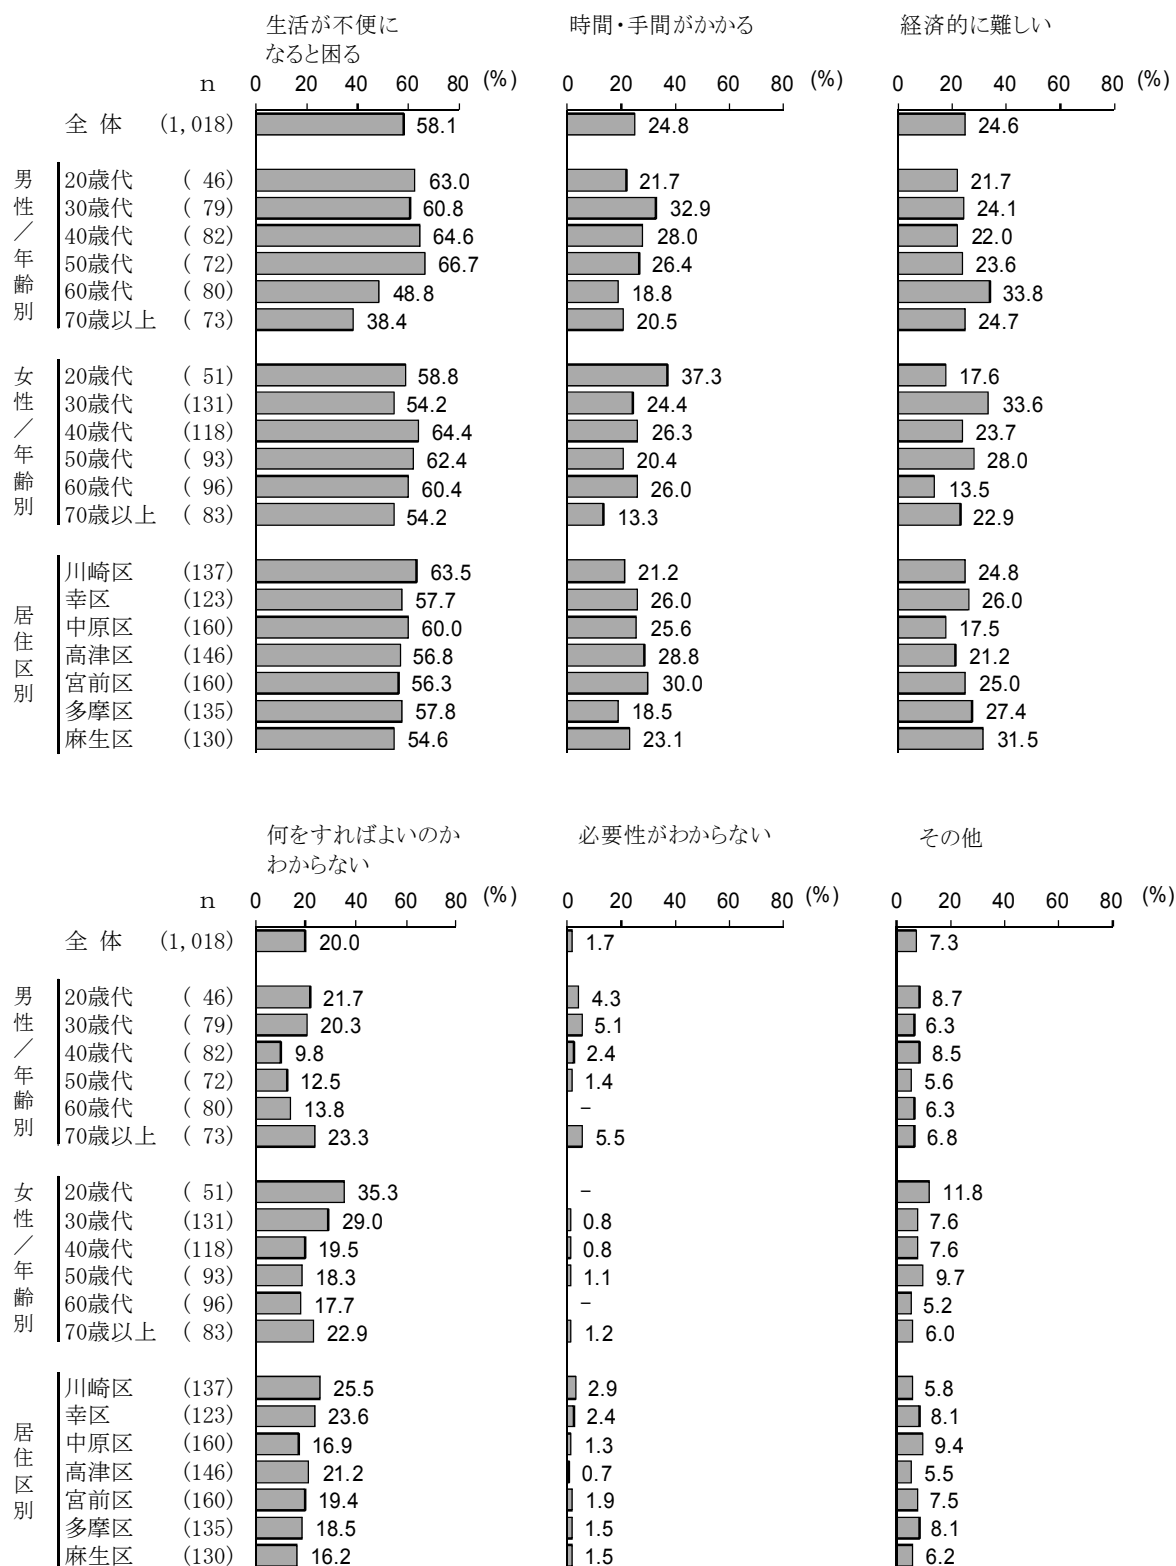 生活が不便に
なると困る
時間・手間がかかる
経済的に難しい
n 0 20 40 60 80 (%) 0 20 40 60 80 (%) 0 20 40 60 80 (%)
全 体 (1,018) 58.1 24.8 24.6
男性／年齢別
20歳代 ( 46) 63.0 21.7 21.7
30歳代 ( 79) 60.8 32.9 24.1
40歳代 ( 82) 64.6 28.0 22.0
50歳代 ( 72) 66.7 26.4 23.6
60歳代 ( 80) 48.8 18.8 33.8
70歳以上 ( 73) 38.4 20.5 24.7
女性／年齢別
20歳代 ( 51) 58.8 37.3 17.6
30歳代 (131) 54.2 24.4 33.6
40歳代 (118) 64.4 26.3 23.7
50歳代 ( 93) 62.4 20.4 28.0
60歳代 ( 96) 60.4 26.0 13.5
70歳以上 ( 83) 54.2 13.3 22.9
居住区別
川崎区 (137) 63.5 21.2 24.8
幸区 (123) 57.7 26.0 26.0
中原区 (160) 60.0 25.6 17.5
高津区 (146) 56.8 28.8 21.2
宮前区 (160) 56.3 30.0 25.0
多摩区 (135) 57.8 18.5 27.4
麻生区 (130) 54.6 23.1 31.5
何をすればよいのか
わからない
必要性がわからない
その他
n 0 20 40 60 80 (%) 0 20 40 60 80 (%) 0 20 40 60 80 (%)
全 体 (1,018) 20.0 1.7 7.3
男性／年齢別
20歳代 ( 46) 21.7 4.3 8.7
30歳代 ( 79) 20.3 5.1 6.3
40歳代 ( 82) 9.8 2.4 8.5
50歳代 ( 72) 12.5 1.4 5.6
60歳代 ( 80) 13.8 － 6.3
70歳以上 ( 73) 23.3 5.5 6.8
女性／年齢別
20歳代 ( 51) 35.3 － 11.8
30歳代 (131) 29.0 0.8 7.6
40歳代 (118) 19.5 0.8 7.6
50歳代 ( 93) 18.3 1.1 9.7
60歳代 ( 96) 17.7 － 5.2
70歳以上 ( 83) 22.9 1.2 6.0
居住区別
川崎区 (137) 25.5 2.9 5.8
幸区 (123) 23.6 2.4 8.1
中原区 (160) 16.9 1.3 9.4
高津区 (146) 21.2 0.7 5.5
宮前区 (160) 19.4 1.9 7.5
多摩区 (135) 18.5 1.5 8.1
麻生区 (130) 16.2 1.5 6.2